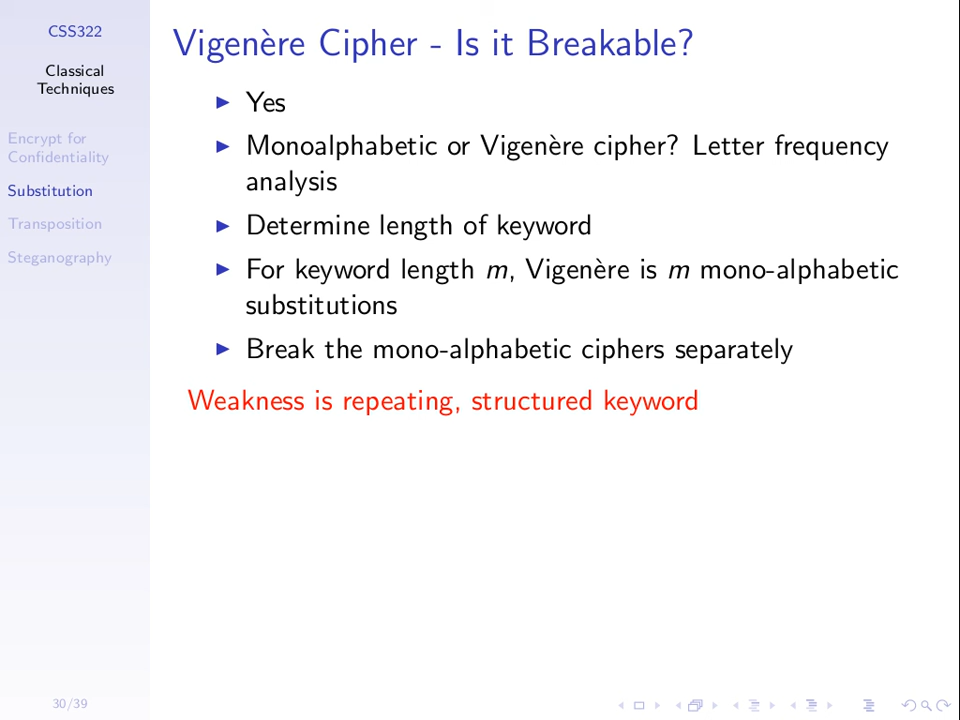 CSS322
Classical
Techniques
Encrypt for
Confidentiality
Substitution
Transposition
Steganography
30/39
Vigenère Cipher - Is it Breakable?
Yes
Monoalphabetic or Vigenère cipher? Letter frequency
analysis
Determine length of keyword
For keyword length m, Vigenère is m mono-alphabetic
substitutions
Break the mono-alphabetic ciphers separately
Weakness is repeating, structured keyword